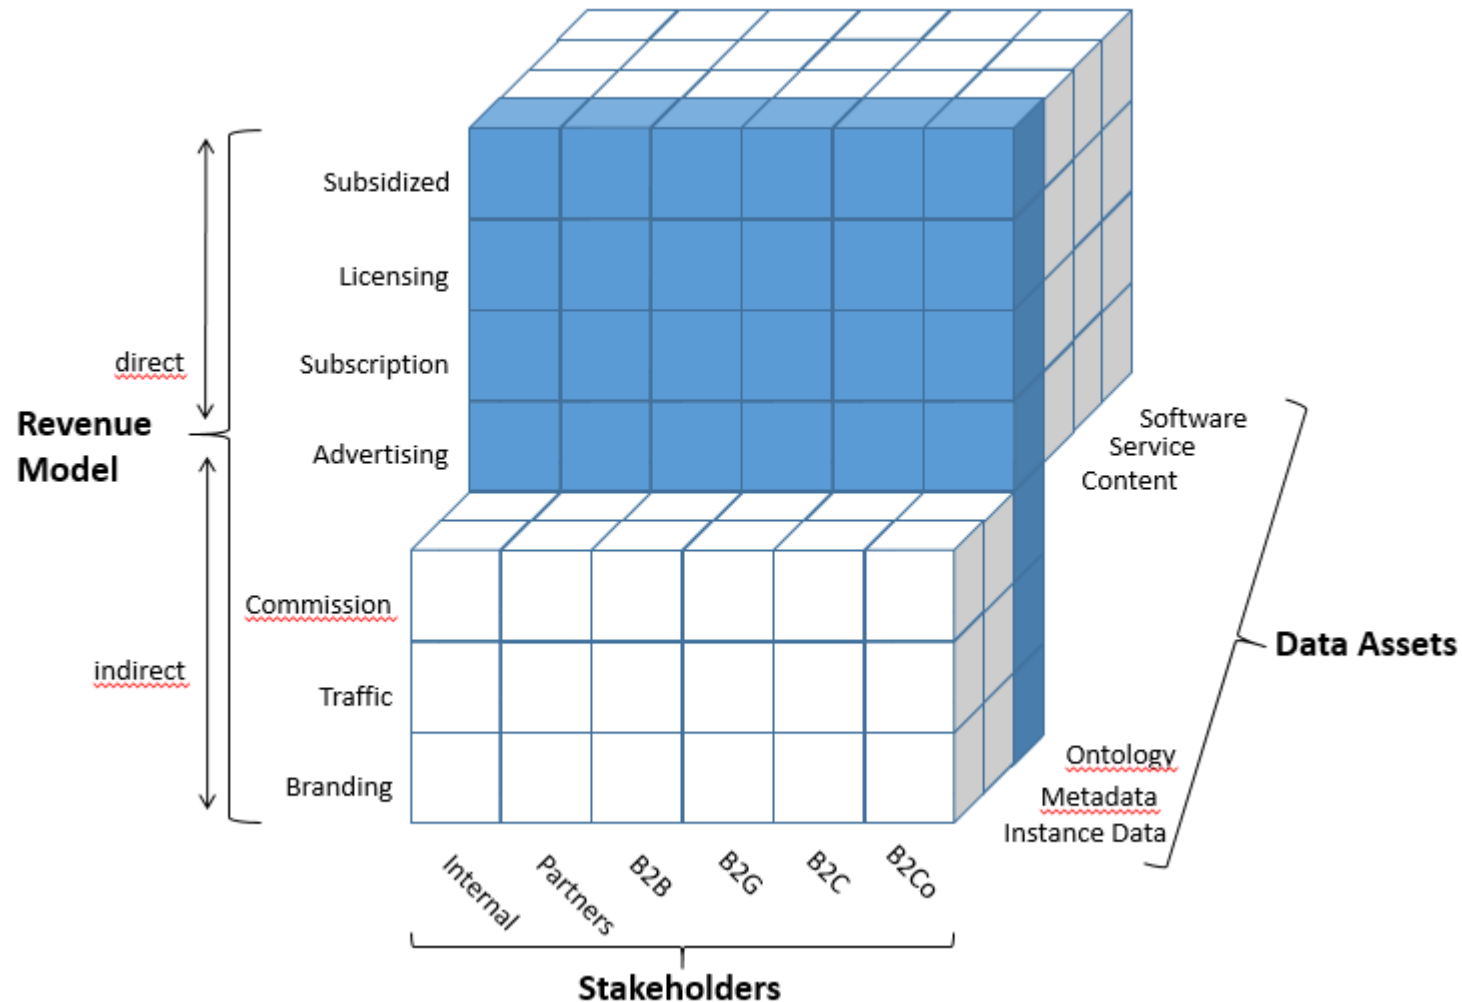 Subsidized
Licensing
direct
Subscription
Revenue
Model
Advertising
Software
Service
Content
Commission
indirect
Traffic
Branding
Data Assets
Ontology
Metadata
Instance Data
Internal
Partners
B2B
B2G
B2C
B2Co
Stakeholders